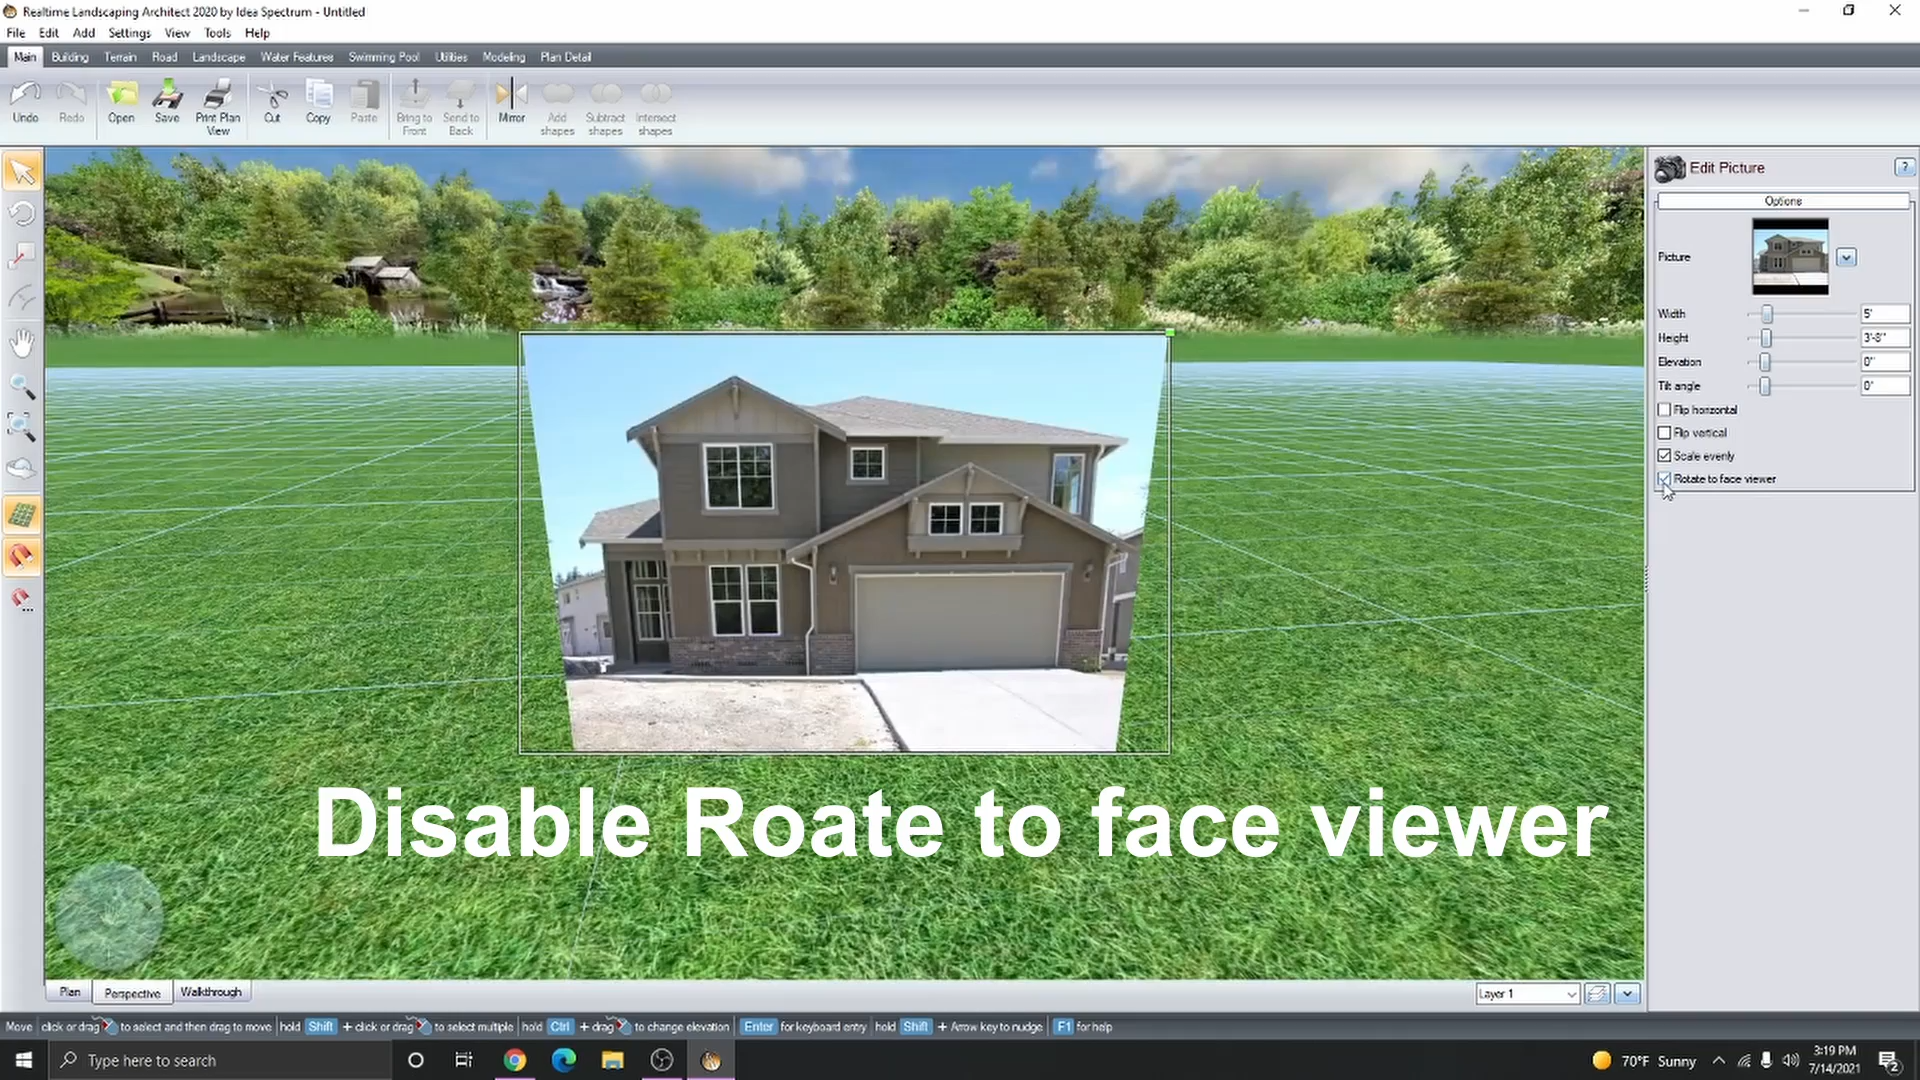 Realtime Landscaping Architect 2020 by Idea Spectrum - Untitled
File Edit Add Settings View Tools Help
Main Building Terrain Road Landscape Water Features Swimming Pool Utilities Modeling Plan Detail
Undo Redo Open Save Print Plan View Cut Copy Paste Bring to Front Send to Back Mirror Add shapes Subtract shapes Intersect shapes
Edit Picture ?
Options
Picture
Width 5'
Height 3'-8"
Elevation 0"
Tilt angle 0°
Flip horizontal
Flip vertical
Scale evenly
Rotate to face viewer
Disable Roate to face viewer
Plan Perspective Walkthrough
Layer 1
Move click or drag to select and then drag to move hold Shift + click or drag to select multiple hold Ctrl + drag to change elevation Enter for keyboard entry hold Shift + Arrow key to nudge F1 for help
Type here to search
70°F Sunny
3:19 PM
7/14/2021
2